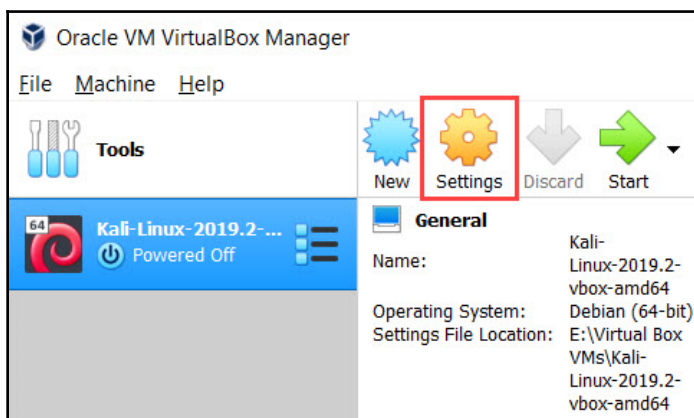 Oracle VM VirtualBox Manager
File Machine Help
Tools
New Settings Discard Start
64
Kali-Linux-2019.2-...
Powered Off
General
Name: Kali-
Linux-2019.2-
vbox-amd64
Operating System: Debian (64-bit)
Settings File Location: E:\Virtual Box
VMs\Kali-
Linux-2019.2-
vbox-amd64